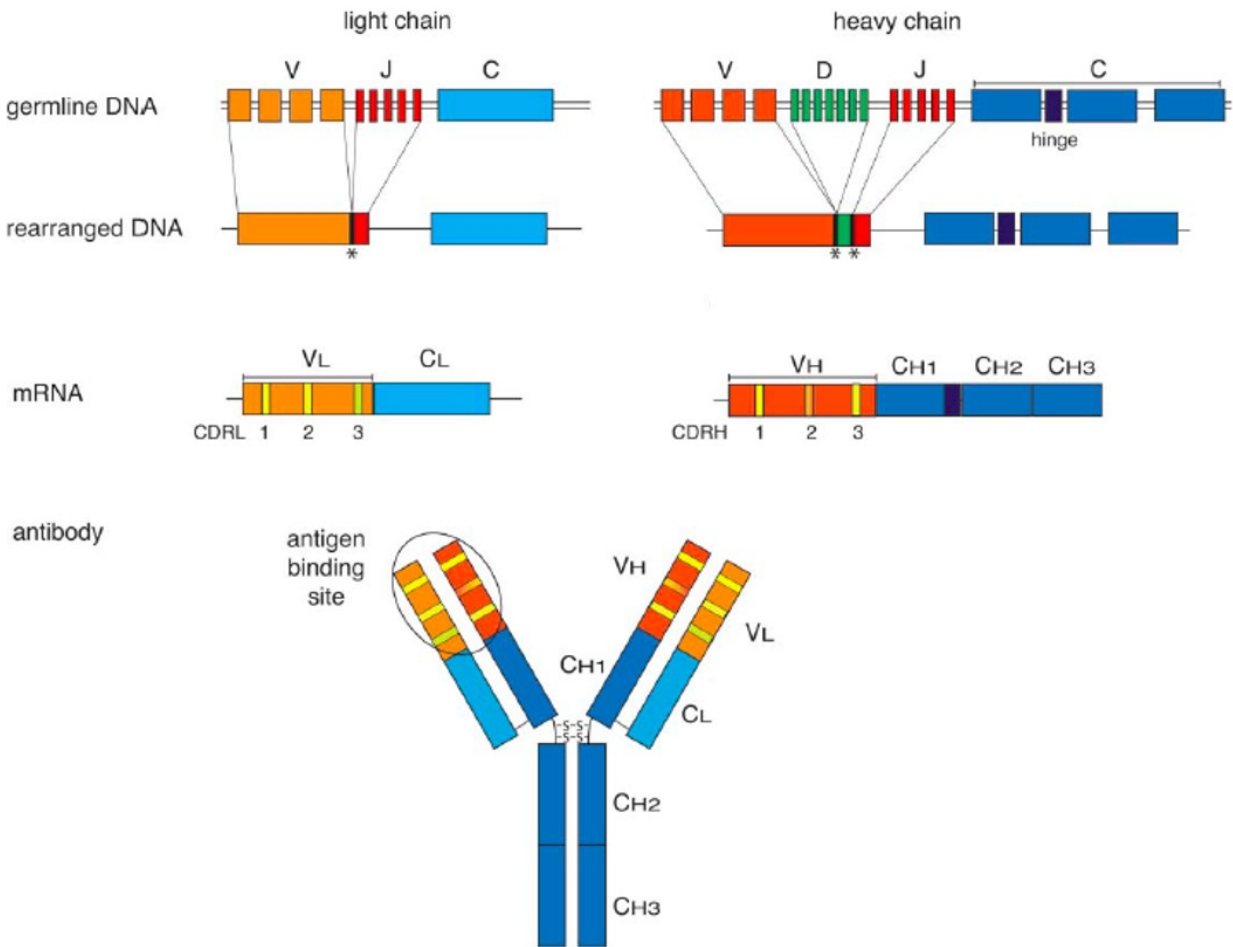 light chain
heavy chain
V J C
V D J C
germline DNA
hinge
rearranged DNA
* * *
VL CL
VH CH1 CH2 CH3
mRNA
CDRL 1 2 3
CDRH 1 2 3
antibody
antigen
binding
site
VH
VL
CH1
CL
-S-S-
-S-S-
CH2
CH3